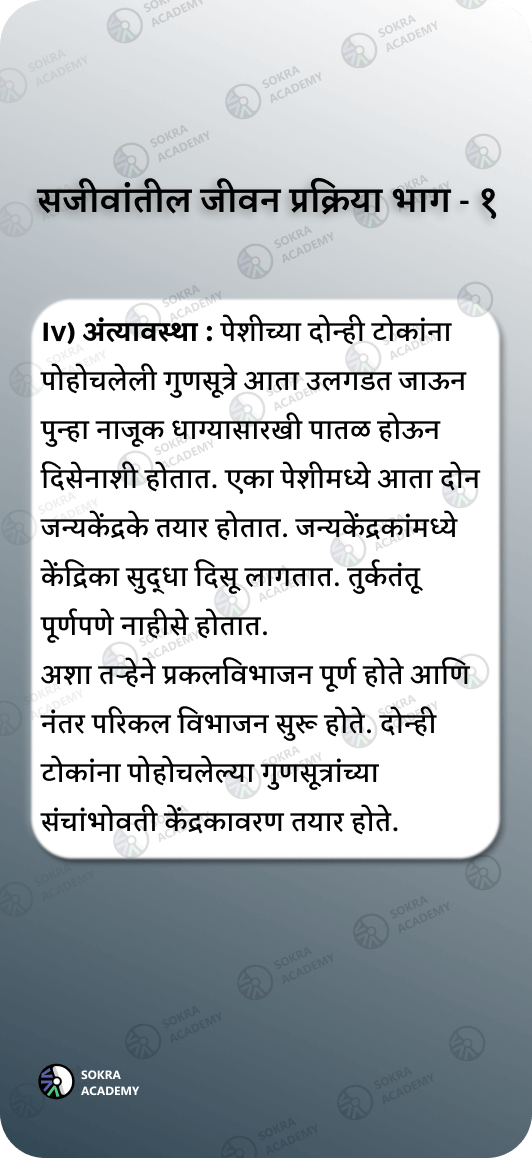 सजीवांतील जीवन प्रक्रिया भाग - १
Iv) अंत्यावस्था : पेशीच्या दोन्ही टोकांना
पोहोचलेली गुणसूत्रे आता उलगडत जाऊन
पुन्हा नाजूक धाग्यासारखी पातळ होऊन
दिसेनाशी होतात. एका पेशीमध्ये आता दोन
जन्यकेंद्रके तयार होतात. जन्यकेंद्रकांमध्ये
केंद्रिका सुद्धा दिसू लागतात. तुर्कतंतू
पूर्णपणे नाहीसे होतात.
अशा तऱ्हेने प्रकलविभाजन पूर्ण होते आणि
नंतर परिकल विभाजन सुरू होते. दोन्ही
टोकांना पोहोचलेल्या गुणसूत्रांच्या
संचांभोवती केंद्रकावरण तयार होते.
SOKRA
ACADEMY